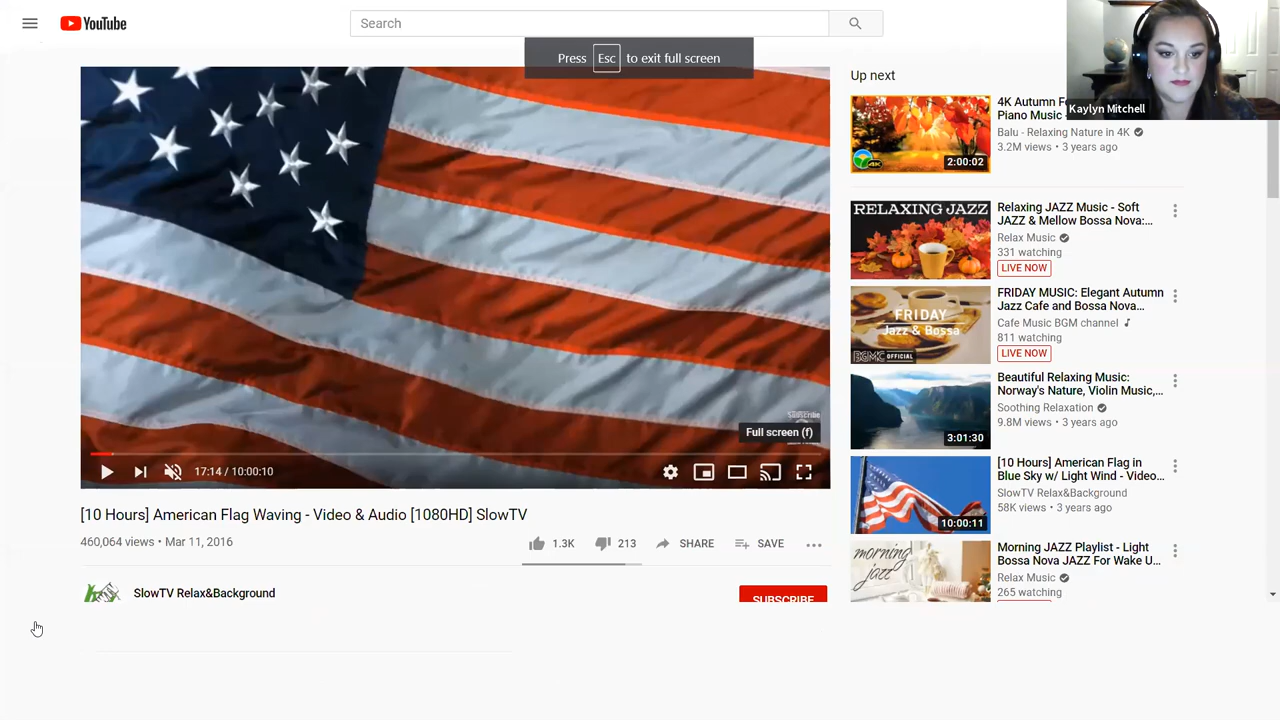 YouTube
Search
Press Esc to exit full screen
Kaylyn Mitchell
Subscribe
Full screen (f)
17:14 / 10:00:10
[10 Hours] American Flag Waving - Video & Audio [1080HD] SlowTV
460,064 views • Mar 11, 2016
1.3K
213
SHARE
SAVE
SlowTV Relax&Background
SUBSCRIBE
Up next
4K
2:00:02
4K Autumn
Piano Music -
Balu - Relaxing Nature in 4K
3.2M views • 3 years ago
RELAXING JAZZ
Relaxing JAZZ Music - Soft
JAZZ & Mellow Bossa Nova:...
Relax Music
331 watching
LIVE NOW
FRIDAY
Jazz & Bossa
BGMC OFFICIAL
FRIDAY MUSIC: Elegant Autumn
Jazz Cafe and Bossa Nova...
Cafe Music BGM channel
811 watching
LIVE NOW
3:01:30
Beautiful Relaxing Music:
Norway's Nature, Violin Music,...
Soothing Relaxation
9.8M views • 3 years ago
10:00:11
[10 Hours] American Flag in
Blue Sky w/ Light Wind - Video...
SlowTV Relax&Background
58K views • 3 years ago
morning
jazz
Morning JAZZ Playlist - Light
Bossa Nova JAZZ For Wake U...
Relax Music
265 watching